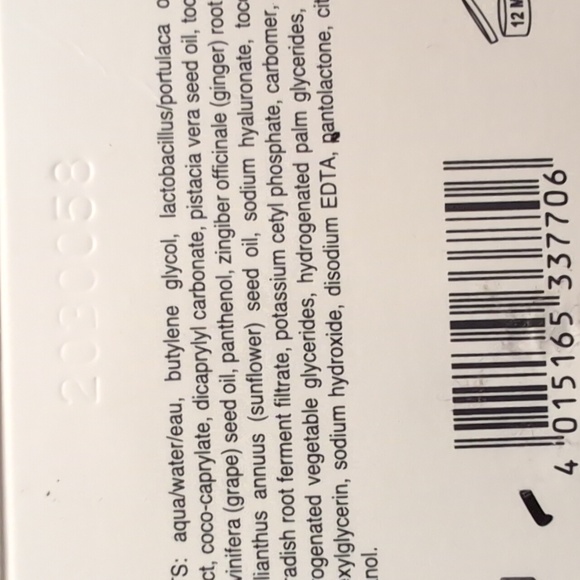 2030058
TS: aqua/water/eau, butylene glycol, lactobacillus/portulaca
ct, coco-caprylate, dicaprylyl carbonate, pistacia vera seed oil, toc
vinifera (grape) seed oil, panthenol, zingiber officinale (ginger) root
lianthus annuus (sunflower) seed oil, sodium hyaluronate, toc
radish root ferment filtrate, potassium cetyl phosphate, carbomer,
rogenated vegetable glycerides, hydrogenated palm glycerides,
exylglycerin, sodium hydroxide, disodium EDTA, pantolactone, cit
nol.
12 M
4 015165 337706